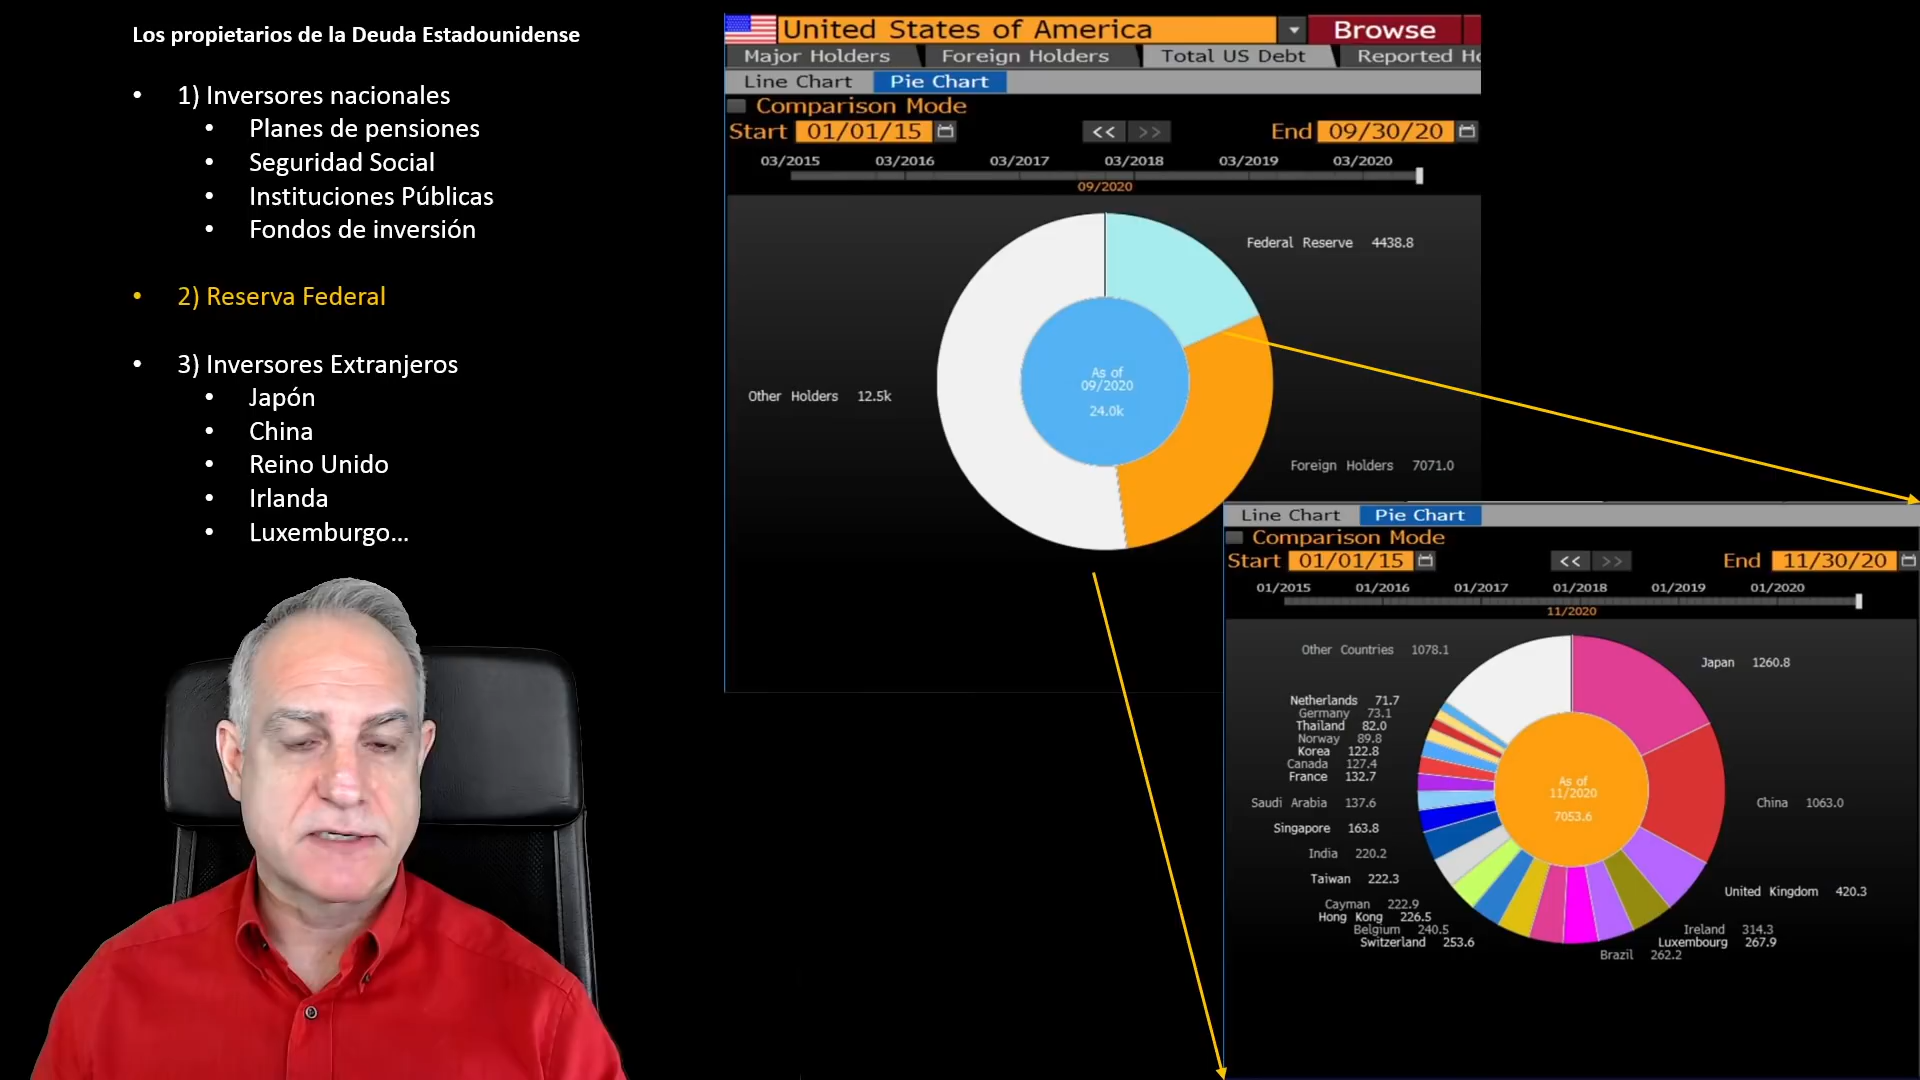 Los propietarios de la Deuda Estadounidense
• 1) Inversores nacionales
• Planes de pensiones
• Seguridad Social
• Instituciones Públicas
• Fondos de inversión
• 2) Reserva Federal
• 3) Inversores Extranjeros
• Japón
• China
• Reino Unido
• Irlanda
• Luxemburgo...
United States of America Browse
Major Holders Foreign Holders Total US Debt Reported
Line Chart Pie Chart
Comparison Mode
Start 01/01/15 << >> End 09/30/20
03/2015 03/2016 03/2017 03/2018 03/2019 03/2020
09/2020
Federal Reserve 4438.8
As of
09/2020
24.0k
Other Holders 12.5k
Foreign Holders 7071.0
Line Chart Pie Chart
Comparison Mode
Start 01/01/15 << >> End 11/30/20
01/2015 01/2016 01/2017 01/2018 01/2019 01/2020
11/2020
Other Countries 1078.1
Japan 1260.8
Netherlands 71.7
Germany 73.1
Thailand 82.0
Norway 89.8
Korea 122.8
Canada 127.4
France 132.7
As of
11/2020
7053.6
Saudi Arabia 137.6
China 1063.0
Singapore 163.8
India 220.2
Taiwan 222.3
United Kingdom 420.3
Cayman 222.9
Hong Kong 226.5
Belgium 240.5
Switzerland 253.6
Ireland 314.3
Luxembourg 267.9
Brazil 262.2